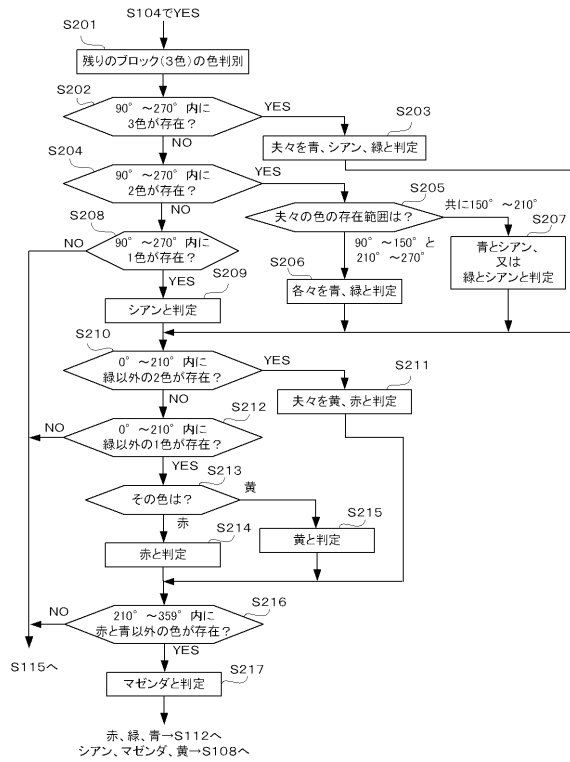 S104でYES
S201
残りのブロック(3色)の色判別
S202
90°～270°内に
3色が存在？
YES
NO
S203
夫々を青、シアン、緑と判定
S204
90°～270°内に
2色が存在？
YES
NO
S205
夫々の色の存在範囲は？
共に150°～210°
90°～150°と
210°～270°
S206
各々を青、緑と判定
S207
青とシアン、
又は
緑とシアンと判定
S208
90°～270°内に
1色が存在？
NO
YES
S209
シアンと判定
S210
0°～210°内に
緑以外の2色が存在？
YES
NO
S211
夫々を黄、赤と判定
S212
0°～210°内に
緑以外の1色が存在？
NO
YES
S213
その色は？
黄
赤
S214
赤と判定
S215
黄と判定
S216
210°～359°内に
赤と青以外の色が存在？
NO
YES
S115へ
S217
マゼンダと判定
赤、緑、青→S112へ
シアン、マゼンダ、黄→S108へ